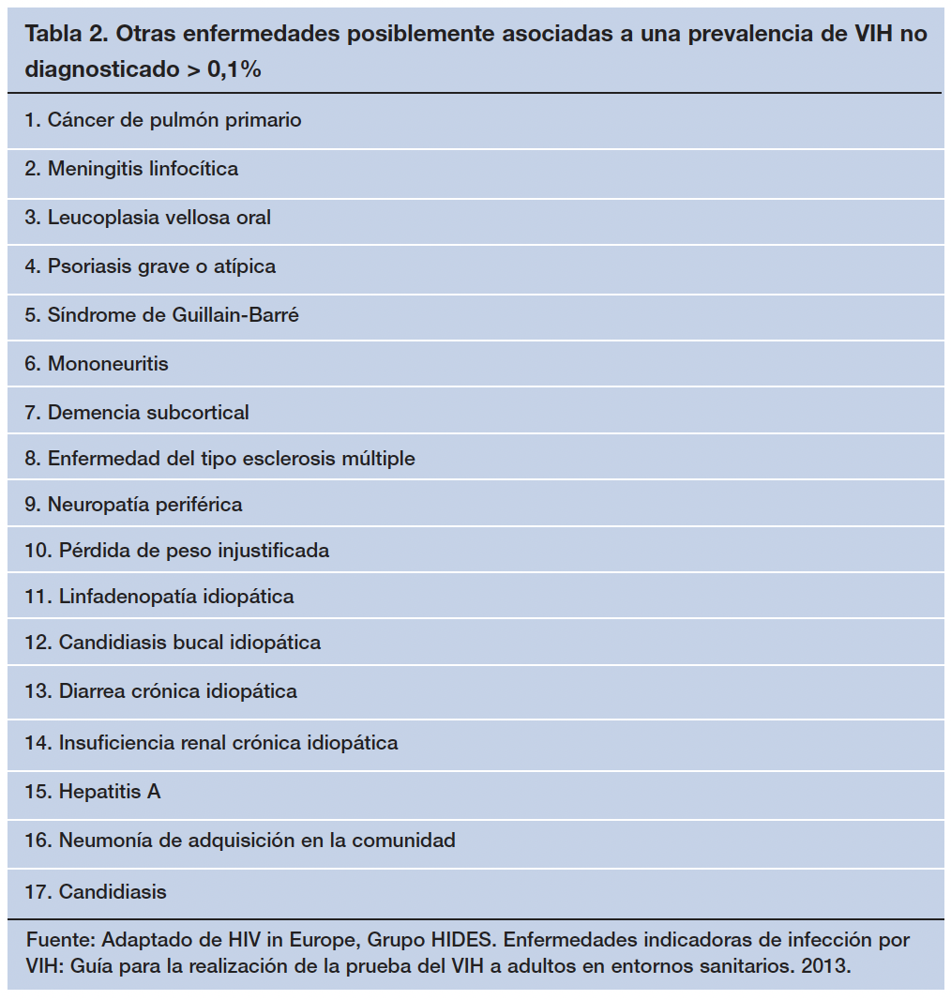 Tabla 2. Otras enfermedades posiblemente asociadas a una prevalencia de VIH no
diagnosticado > 0,1%
1. Cáncer de pulmón primario
2. Meningitis linfocítica
3. Leucoplasia vellosa oral
4. Psoriasis grave o atípica
5. Síndrome de Guillain-Barré
6. Mononeuritis
7. Demencia subcortical
8. Enfermedad del tipo esclerosis múltiple
9. Neuropatía periférica
10. Pérdida de peso injustificada
11. Linfadenopatía idiopática
12. Candidiasis bucal idiopática
13. Diarrea crónica idiopática
14. Insuficiencia renal crónica idiopática
15. Hepatitis A
16. Neumonía de adquisición en la comunidad
17. Candidiasis
Fuente: Adaptado de HIV in Europe, Grupo HIDES. Enfermedades indicadoras de infección por
VIH: Guía para la realización de la prueba del VIH a adultos en entornos sanitarios. 2013.